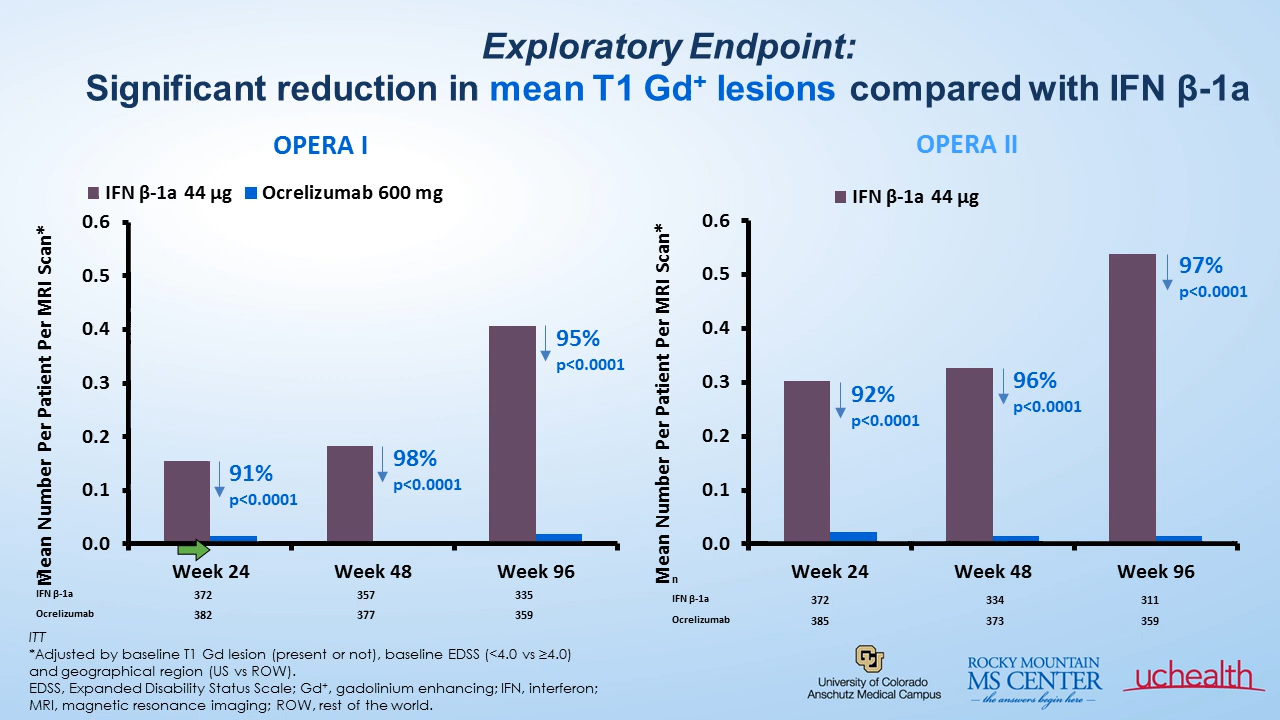 Exploratory Endpoint:
Significant reduction in mean T1 Gd⁺ lesions compared with IFN β-1a
OPERA I
IFN β-1a 44 µg Ocrelizumab 600 mg
Mean Number Per Patient Per MRI Scan*
0.6
0.5
0.4
0.3
0.2
0.1
0.0
91%
p<0.0001
98%
p<0.0001
95%
p<0.0001
Week 24 Week 48 Week 96
n
IFN β-1a 372 357 335
Ocrelizumab 382 377 359
OPERA II
IFN β-1a 44 µg
Mean Number Per Patient Per MRI Scan*
0.6
0.5
0.4
0.3
0.2
0.1
0.0
92%
p<0.0001
96%
p<0.0001
97%
p<0.0001
Week 24 Week 48 Week 96
n
IFN β-1a 372 334 311
Ocrelizumab 385 373 359
ITT
*Adjusted by baseline T1 Gd lesion (present or not), baseline EDSS (<4.0 vs ≥4.0)
and geographical region (US vs ROW).
EDSS, Expanded Disability Status Scale; Gd⁺, gadolinium enhancing; IFN, interferon;
MRI, magnetic resonance imaging; ROW, rest of the world.
CU
University of Colorado
Anschutz Medical Campus
ROCKY MOUNTAIN
MS CENTER
the answers begin here
uchealth